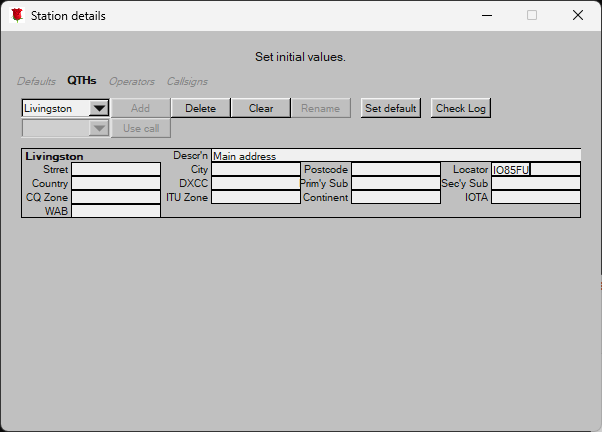 Station details
Set initial values.
Defaults QTHs Operators Callsigns
Livingston Add Delete Clear Rename Set default Check Log
Use call
Livingston Descr'n Main address
Strret City Postcode Locator IO85FU
Country DXCC Prim'y Sub Sec'y Sub
CQ Zone ITU Zone Continent IOTA
WAB